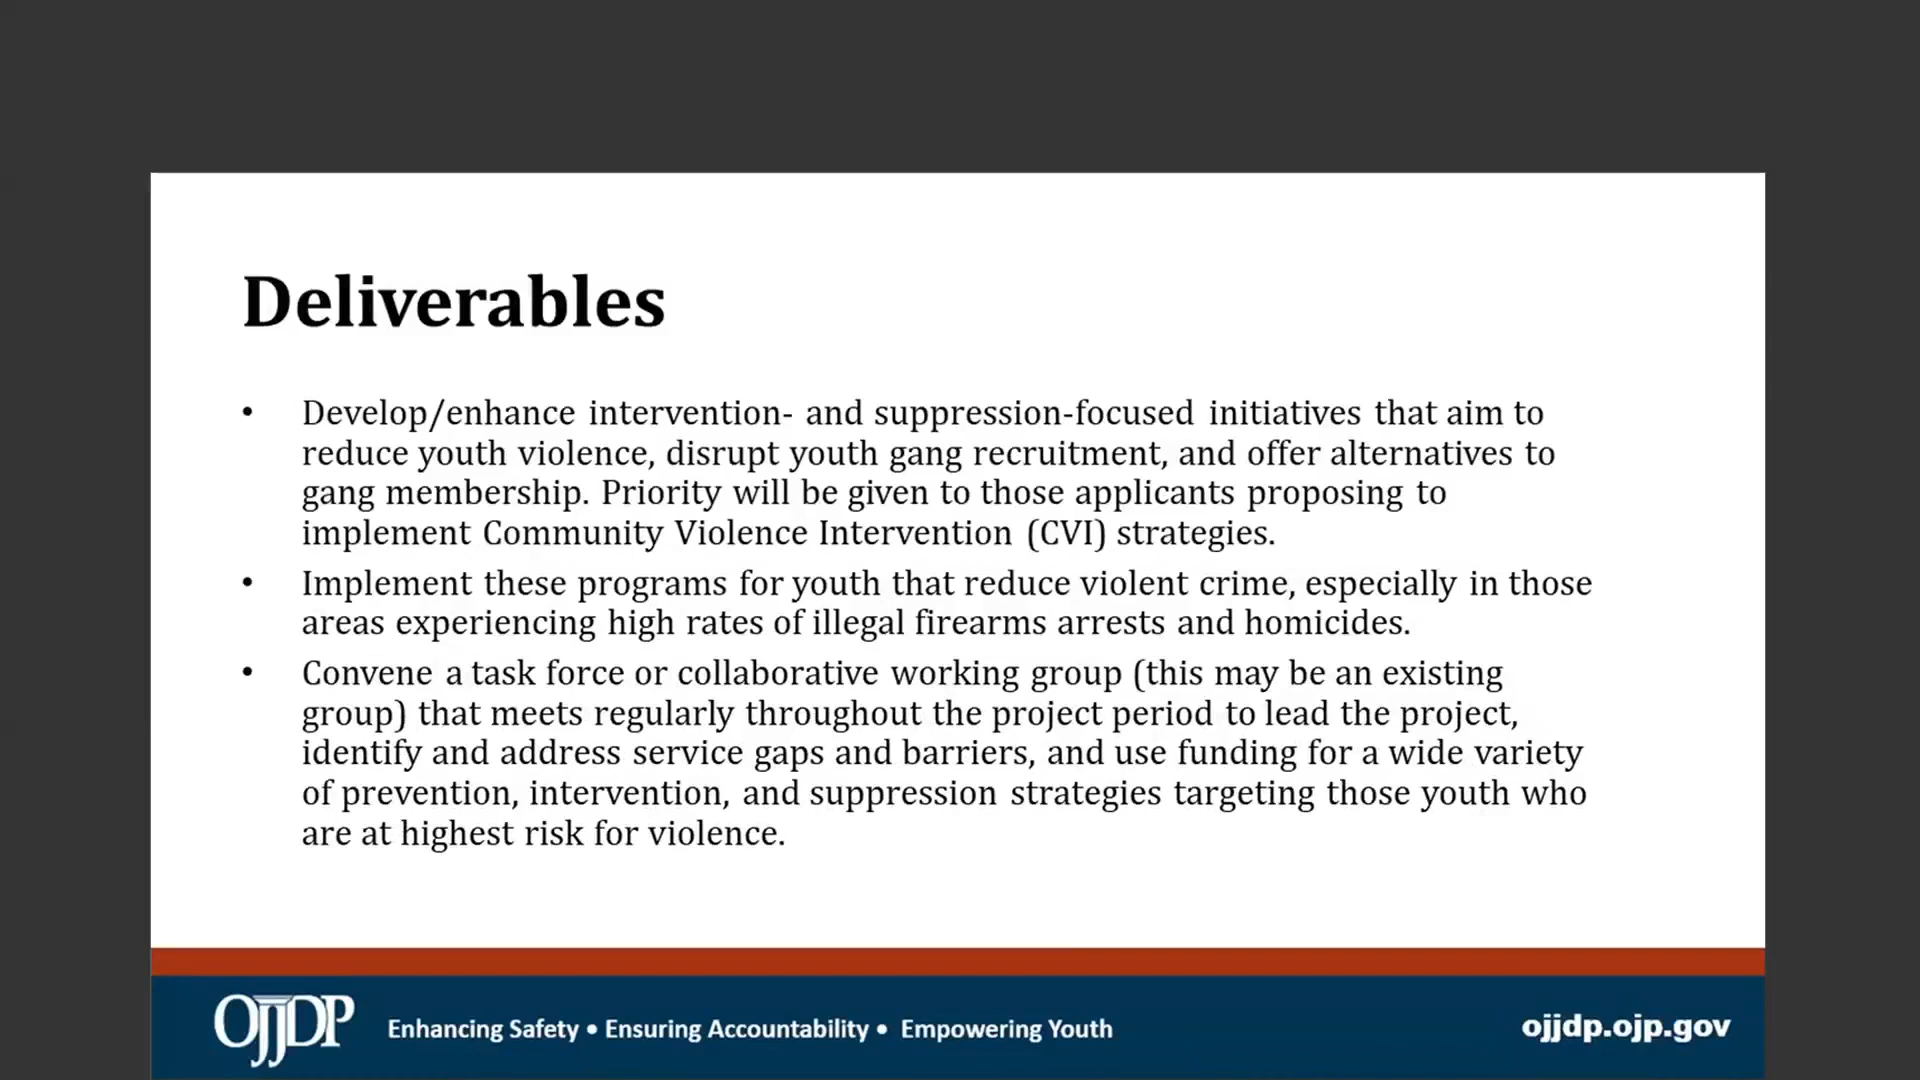 Deliverables
• Develop/enhance intervention- and suppression-focused initiatives that aim to
reduce youth violence, disrupt youth gang recruitment, and offer alternatives to
gang membership. Priority will be given to those applicants proposing to
implement Community Violence Intervention (CVI) strategies.
• Implement these programs for youth that reduce violent crime, especially in those
areas experiencing high rates of illegal firearms arrests and homicides.
• Convene a task force or collaborative working group (this may be an existing
group) that meets regularly throughout the project period to lead the project,
identify and address service gaps and barriers, and use funding for a wide variety
of prevention, intervention, and suppression strategies targeting those youth who
are at highest risk for violence.
OJJDP Enhancing Safety • Ensuring Accountability • Empowering Youth ojjdp.ojp.gov